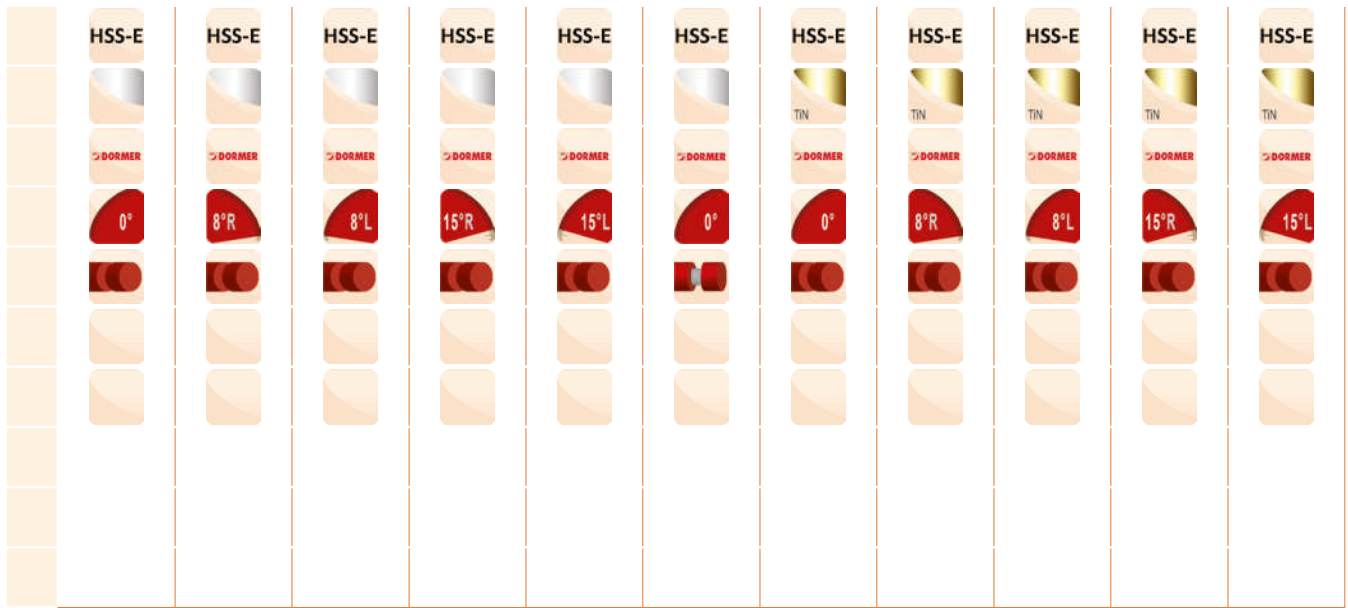 HSS-E HSS-E HSS-E HSS-E HSS-E HSS-E HSS-E HSS-E HSS-E HSS-E HSS-E
TiN TiN TiN TiN TiN
DORMER DORMER DORMER DORMER DORMER DORMER DORMER DORMER DORMER DORMER DORMER
0° 8°R 8°L 15°R 15°L 0° 0° 8°R 8°L 15°R 15°L